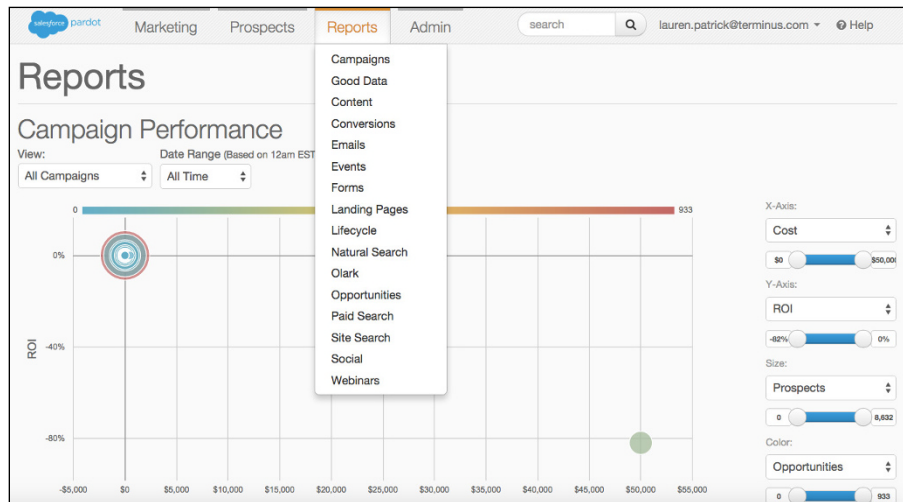 salesforce pardot
Marketing
Prospects
Reports
Admin
search
lauren.patrick@terminus.com
Help
Campaigns
Good Data
Content
Conversions
Emails
Events
Forms
Landing Pages
Lifecycle
Natural Search
Olark
Opportunities
Paid Search
Site Search
Social
Webinars
Reports
Campaign Performance
View:
Date Range (Based on 12am EST
All Campaigns
All Time
0
933
0%
-40%
-80%
ROI
-$5,000
$0
$5,000
$10,000
$15,000
$20,000
$25,000
$30,000
$35,000
$40,000
$45,000
$50,000
$55,000
X-Axis:
Cost
$0
$50,00
Y-Axis:
ROI
-82%
0%
Size:
Prospects
0
8,632
Color:
Opportunities
0
933